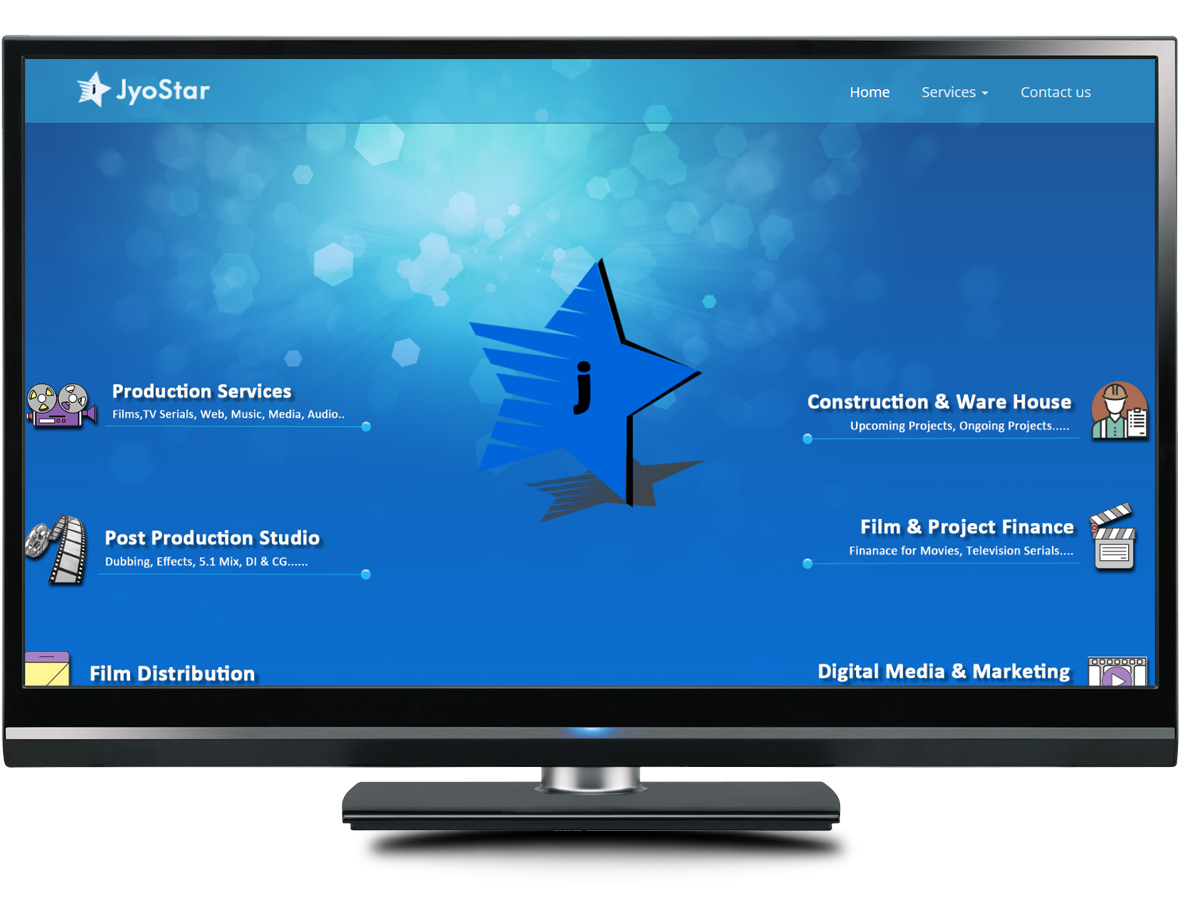 j JyoStar
Home
Services
Contact us
j
Production Services
Films,TV Serials, Web, Music, Media, Audio..
Construction & Ware House
Upcoming Projects, Ongoing Projects.....
Post Production Studio
Dubbing, Effects, 5.1 Mix, DI & CG......
Film & Project Finance
Finanace for Movies, Television Serials....
Film Distribution
Digital Media & Marketing